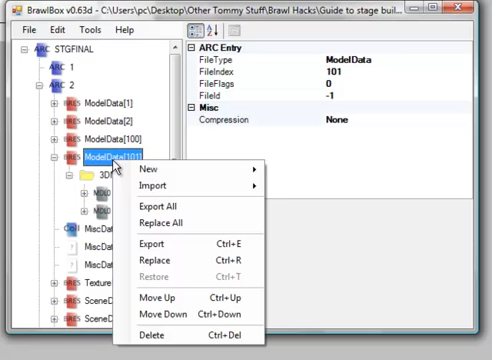 BrawlBox v0.63d - C:\Users\pc\Desktop\Other Tommy Stuff\Brawl Hacks\Guide to stage buil...
File Edit Tools Help
ARC STGFINAL
ARC 1
ARC 2
BRES ModelData[1]
BRES ModelData[2]
BRES ModelData[100]
BRES ModelData[101]
3D
MDL0
MDL0
Coll MiscDa
? MiscDa
? MiscDa
BRES Texture
BRES SceneD
BRES SceneD
ARC Entry
FileType ModelData
FileIndex 101
FileFlags 0
FileId -1
Misc
Compression None
New
Import
Export All
Replace All
Export Ctrl+E
Replace Ctrl+R
Restore Ctrl+T
Move Up Ctrl+Up
Move Down Ctrl+Down
Delete Ctrl+Del